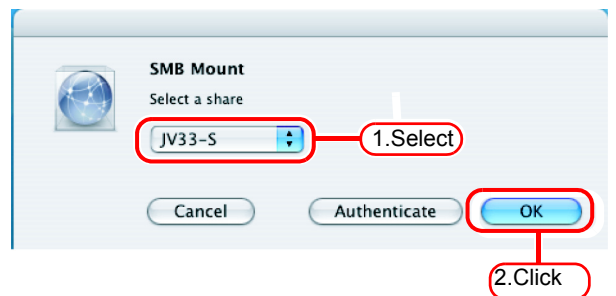 SMB Mount
Select a share
JV33-S
1.Select
Cancel
Authenticate
OK
2.Click